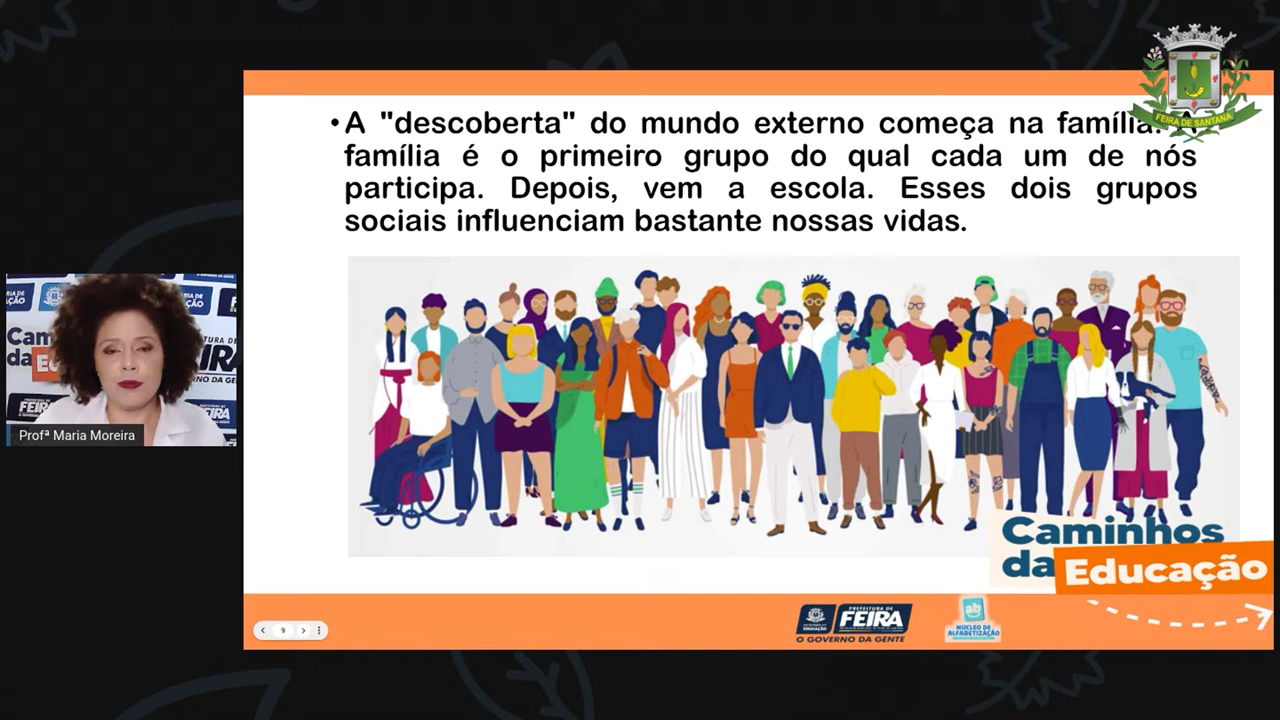 FEIRA DE SANTANA
• A "descoberta" do mundo externo começa na família. A
família é o primeiro grupo do qual cada um de nós
participa. Depois, vem a escola. Esses dois grupos
sociais influenciam bastante nossas vidas.
Profª Maria Moreira
Caminhos
da Educação
9
PREFEITURA DE
FEIRA
O GOVERNO DA GENTE
EDUCAÇÃO
ab
NÚCLEO DE
ALFABETIZAÇÃO